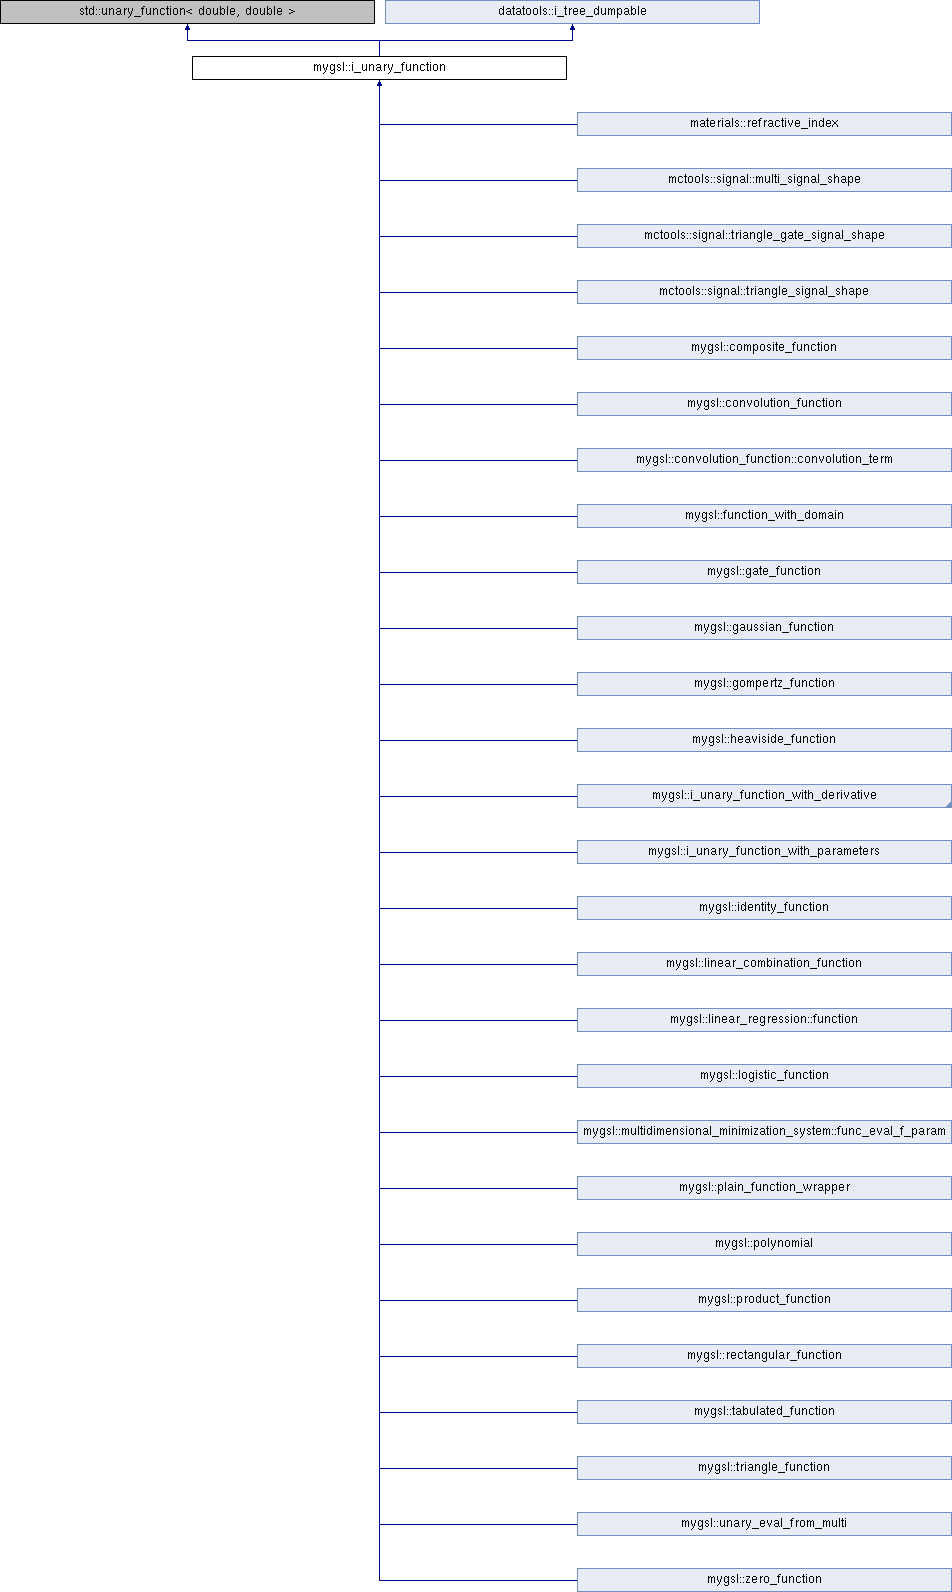 std::unary_function< double, double >
datatools::i_tree_dumpable
mygsl::i_unary_function
materials::refractive_index
mctools::signal::multi_signal_shape
mctools::signal::triangle_gate_signal_shape
mctools::signal::triangle_signal_shape
mygsl::composite_function
mygsl::convolution_function
mygsl::convolution_function::convolution_term
mygsl::function_with_domain
mygsl::gate_function
mygsl::gaussian_function
mygsl::gompertz_function
mygsl::heaviside_function
mygsl::i_unary_function_with_derivative
mygsl::i_unary_function_with_parameters
mygsl::identity_function
mygsl::linear_combination_function
mygsl::linear_regression::function
mygsl::logistic_function
mygsl::multidimensional_minimization_system::func_eval_f_param
mygsl::plain_function_wrapper
mygsl::polynomial
mygsl::product_function
mygsl::rectangular_function
mygsl::tabulated_function
mygsl::triangle_function
mygsl::unary_eval_from_multi
mygsl::zero_function